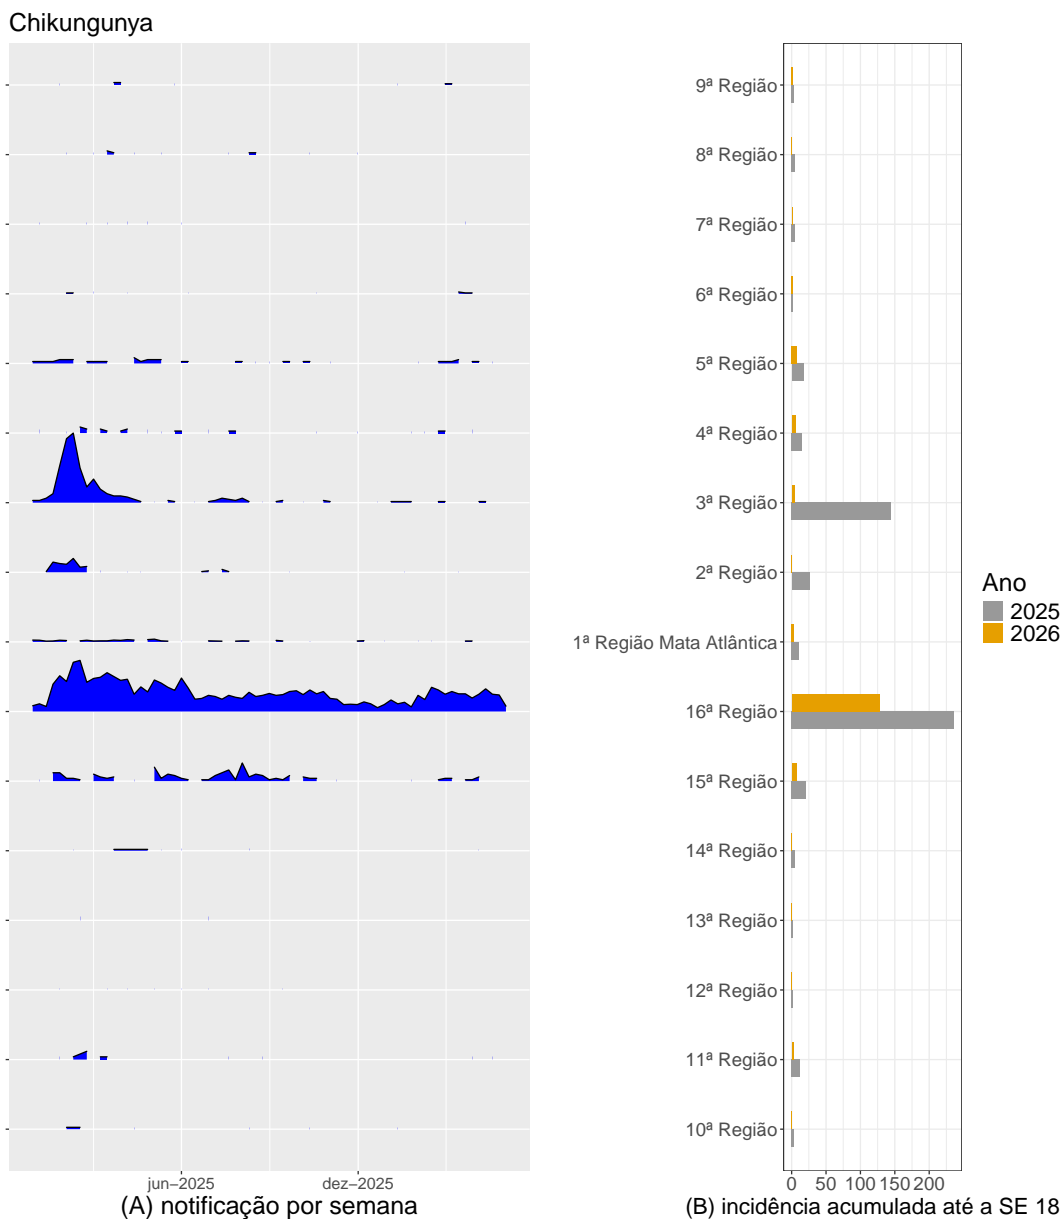 Chikungunya
9ª Região
8ª Região
7ª Região
6ª Região
5ª Região
4ª Região
3ª Região
2ª Região
1ª Região Mata Atlântica
16ª Região
15ª Região
14ª Região
13ª Região
12ª Região
11ª Região
10ª Região
Ano
2025
2026
jun–2025 dez–2025
0 50 100 150 200
(A) notificação por semana
(B) incidência acumulada até a SE 18